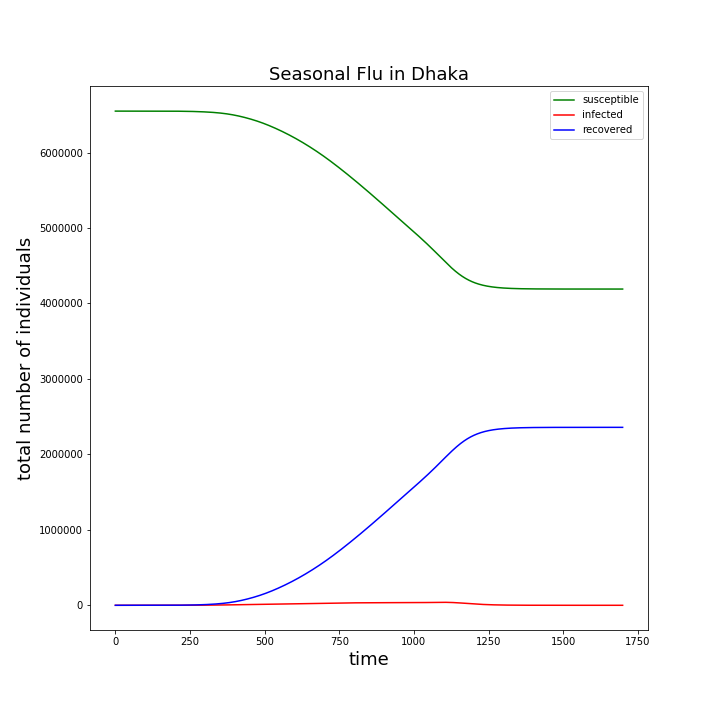 Seasonal Flu in Dhaka
susceptible
infected
recovered
total number of individuals
6000000
5000000
4000000
3000000
2000000
1000000
0
0 250 500 750 1000 1250 1500 1750
time